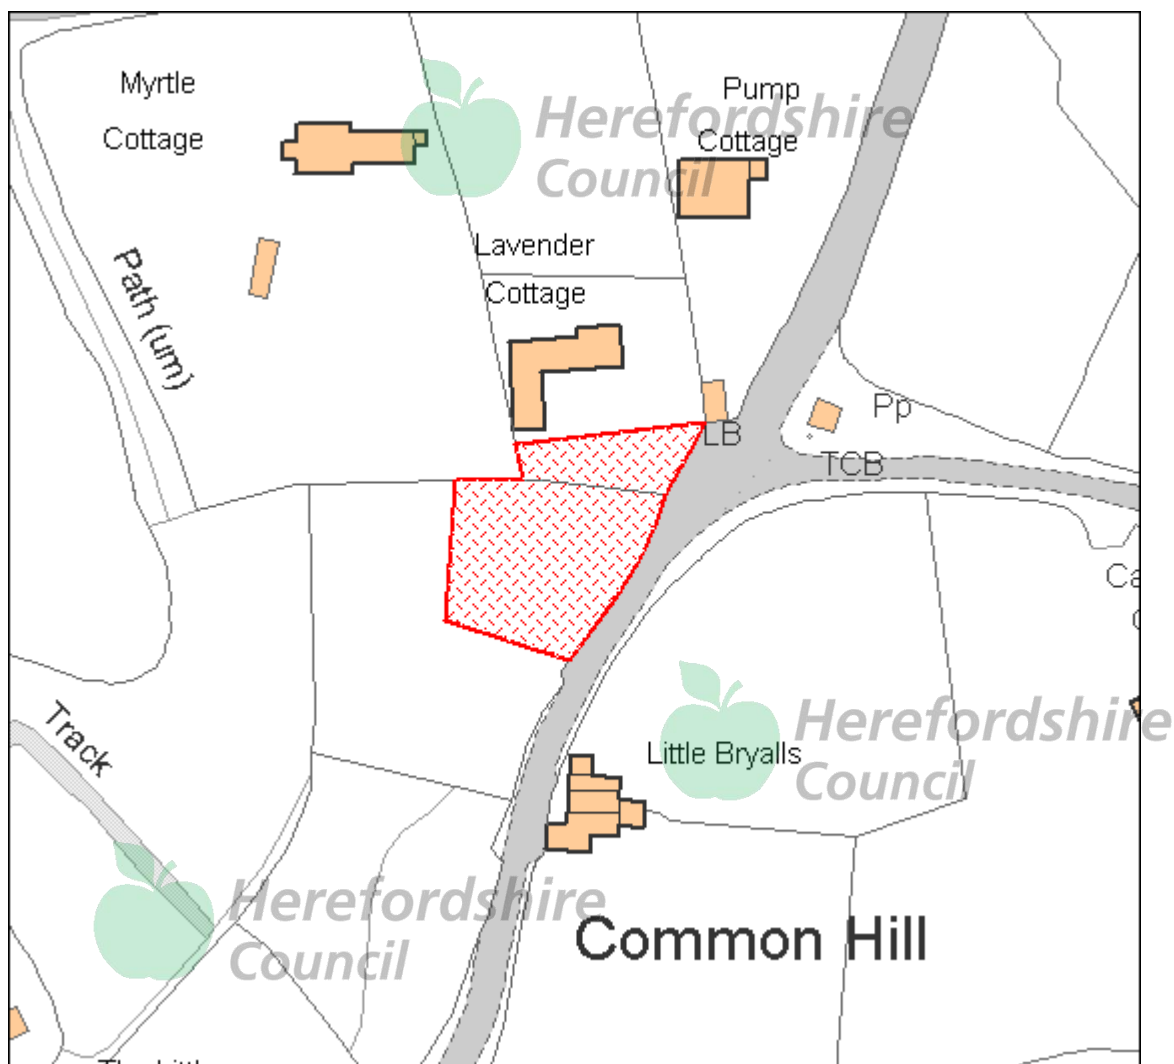 Myrtle
Cottage
Herefordshire
Council
Pump
Cottage
Lavender
Cottage
Path (um)
LB
Pp
TCB
Track
Little Bryalls
Herefordshire
Council
Herefordshire
Council
Common Hill